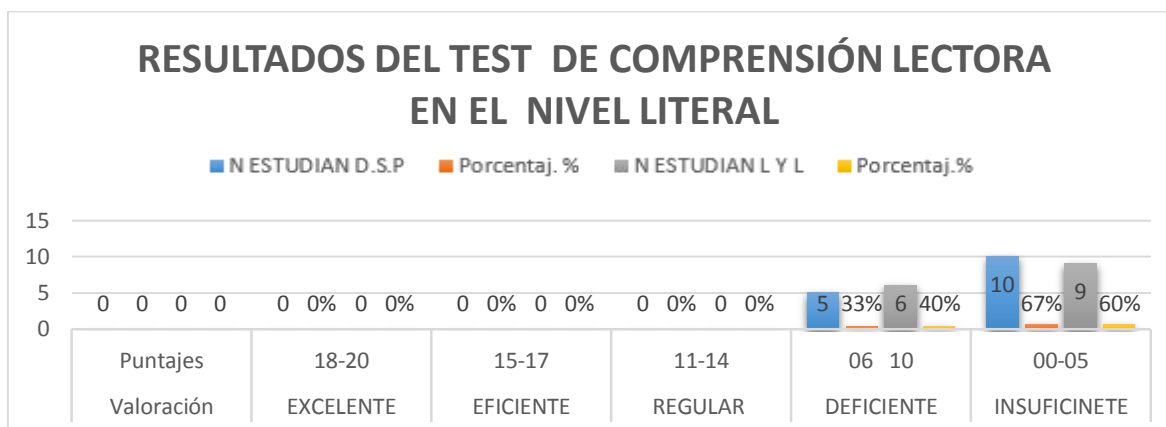 RESULTADOS DEL TEST DE COMPRENSIÓN LECTORA
EN EL NIVEL LITERAL
N ESTUDIAN D.S.P Porcentaj. % N ESTUDIAN L Y L Porcentaj.%
15
10
5
0
0 0 0 0 0 0% 0 0% 0 0% 0 0% 0 0% 0 0% 5 33% 6 40% 10 67% 9 60%
Puntajes 18-20 15-17 11-14 06 10 00-05
Valoración EXCELENTE EFICIENTE REGULAR DEFICIENTE INSUFICINETE